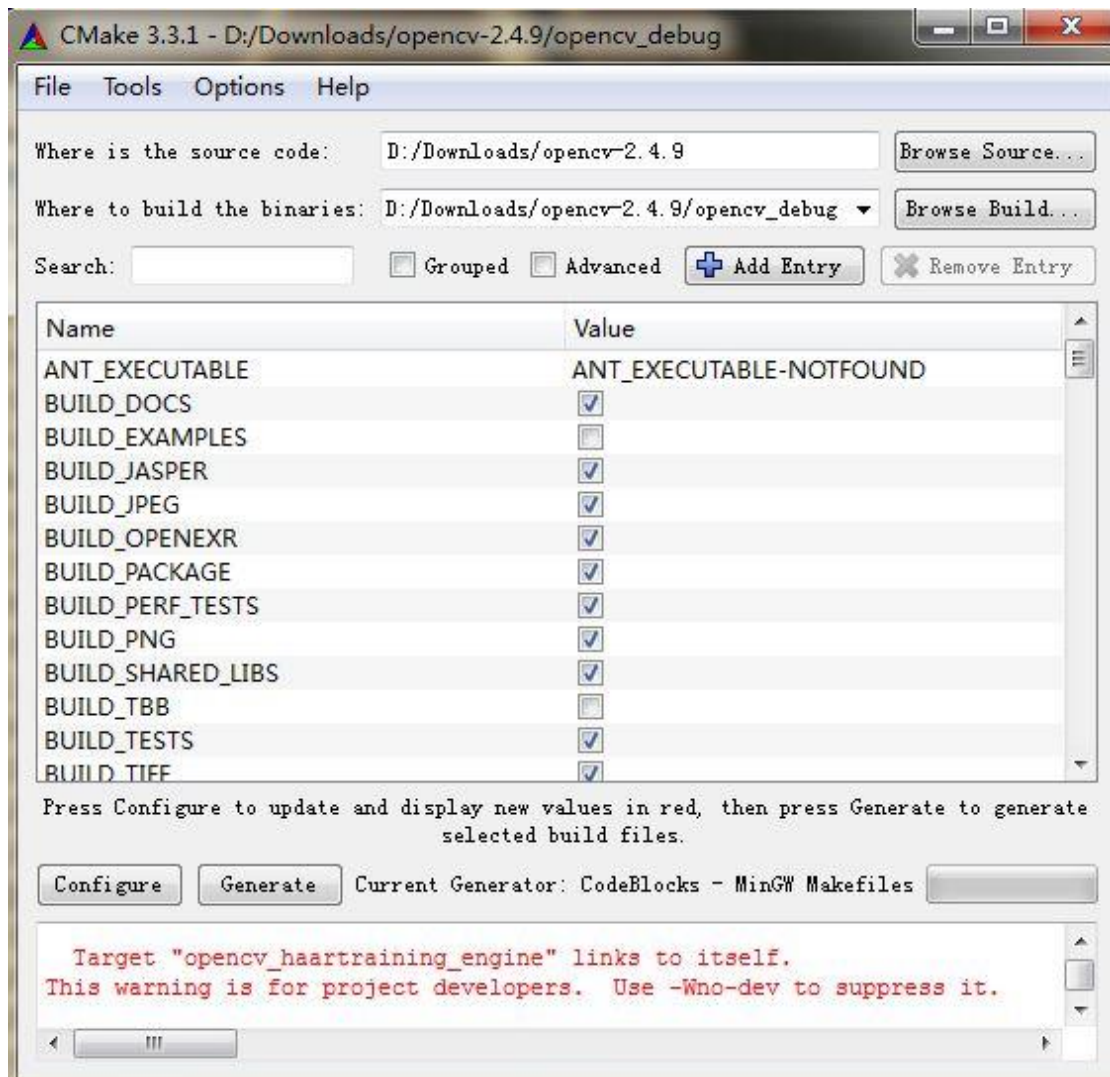 CMake 3.3.1 - D:/Downloads/opencv-2.4.9/opencv_debug
File Tools Options Help
Where is the source code: D:/Downloads/opencv-2.4.9 Browse Source...
Where to build the binaries: D:/Downloads/opencv-2.4.9/opencv_debug Browse Build...
Search: Grouped Advanced Add Entry Remove Entry
Name Value
ANT_EXECUTABLE ANT_EXECUTABLE-NOTFOUND
BUILD_DOCS
BUILD_EXAMPLES
BUILD_JASPER
BUILD_JPEG
BUILD_OPENEXR
BUILD_PACKAGE
BUILD_PERF_TESTS
BUILD_PNG
BUILD_SHARED_LIBS
BUILD_TBB
BUILD_TESTS
BUILD_TIFF
Press Configure to update and display new values in red, then press Generate to generate
selected build files.
Configure Generate Current Generator: CodeBlocks - MinGW Makefiles
Target "opencv_haartraining_engine" links to itself.
This warning is for project developers. Use -Wno-dev to suppress it.